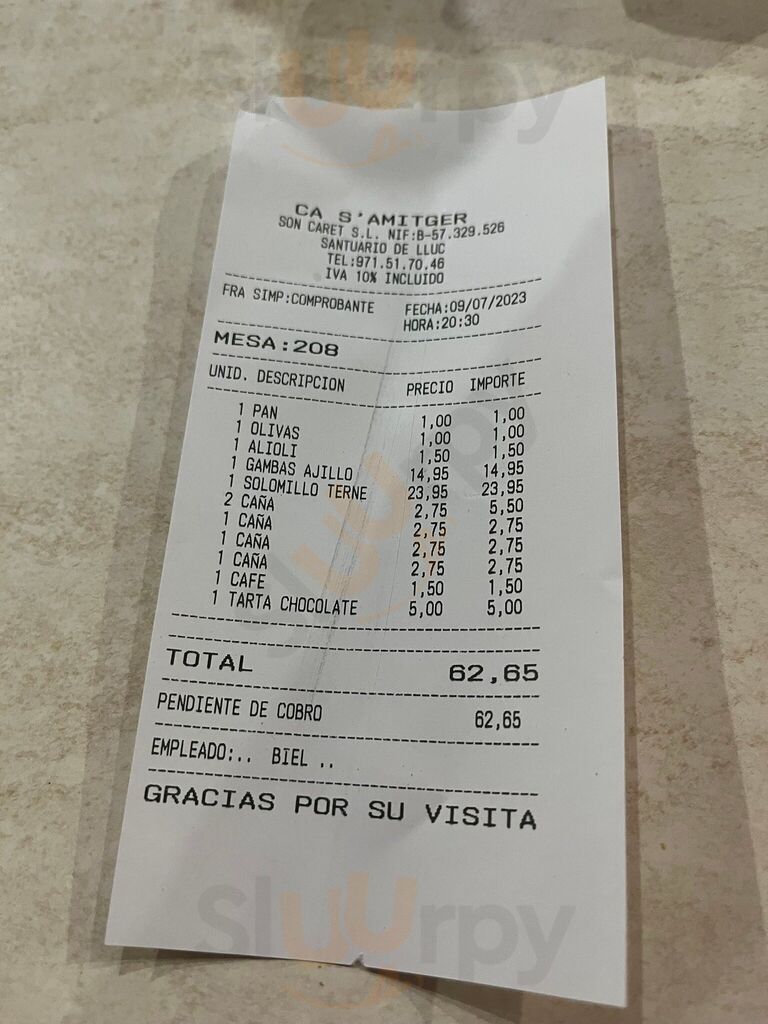 Sluurpy
CA S'AMITGER
SON CARET S.L. NIF:B-57.329.526
SANTUARIO DE LLUC
TEL:971.51.70.46
IVA 10% INCLUIDO
FRA SIMP:COMPROBANTE FECHA:09/07/2023
HORA:20:30
MESA:208
UNID. DESCRIPCION PRECIO IMPORTE
1 PAN 1,00 1,00
1 OLIVAS 1,00 1,00
1 ALIOLI 1,50 1,50
1 GAMBAS AJILLO 14,95 14,95
1 SOLOMILLO TERNE 23,95 23,95
2 CAÑA 2,75 5,50
1 CAÑA 2,75 2,75
1 CAÑA 2,75 2,75
1 CAÑA 2,75 2,75
1 CAFE 1,50 1,50
1 TARTA CHOCOLATE 5,00 5,00
TOTAL 62,65
PENDIENTE DE COBRO 62,65
EMPLEADO:.. BIEL ..
GRACIAS POR SU VISITA
Sluurpy